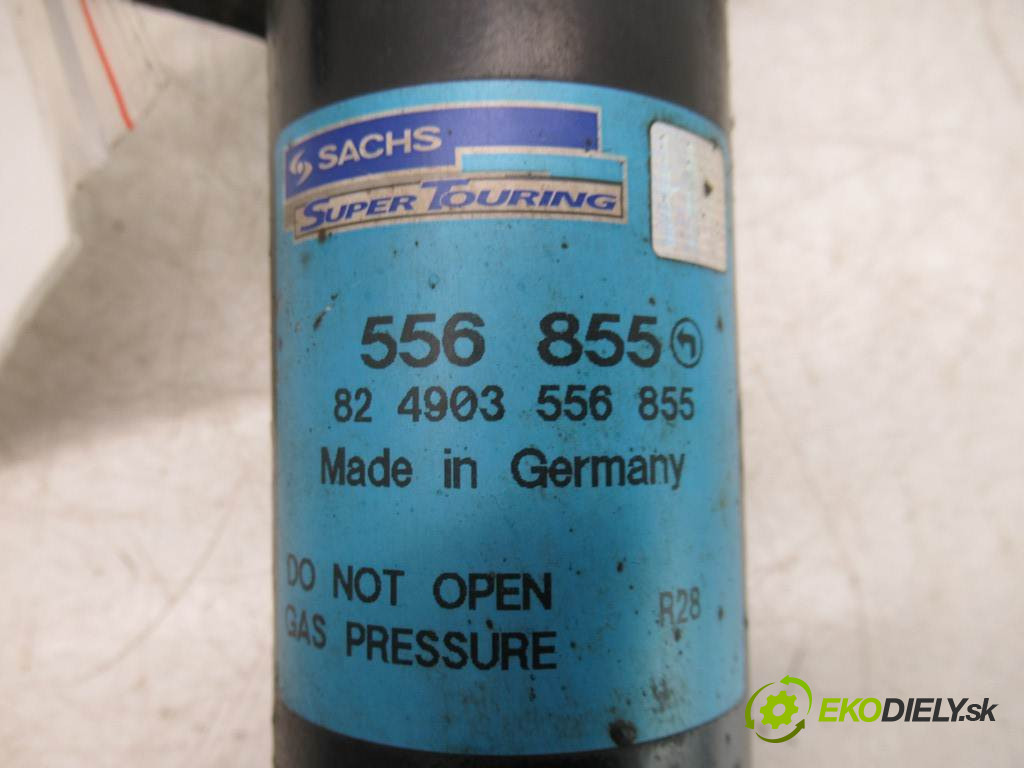 SACHS
SUPER TOURING
556 855
82 4903 556 855
Made in Germany
DO NOT OPEN
GAS PRESSURE
R28
EKODIELY.sk